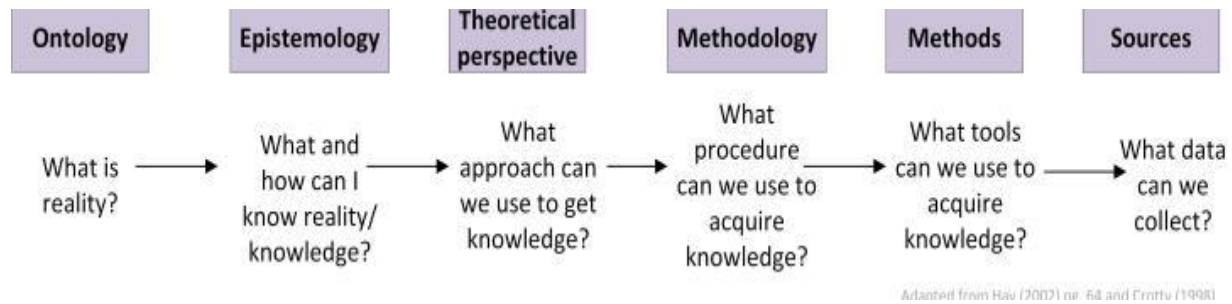 Ontology
Epistemology
Theoretical
perspective
Methodology
Methods
Sources
What is
reality?
What and
how can I
know reality/
knowledge?
What
approach can
we use to get
knowledge?
What
procedure
can we use to
acquire
knowledge?
What tools
can we use to
acquire
knowledge?
What data
can we
collect?
Adapted from Hay (2002) pg. 64 and Crotty (1998)